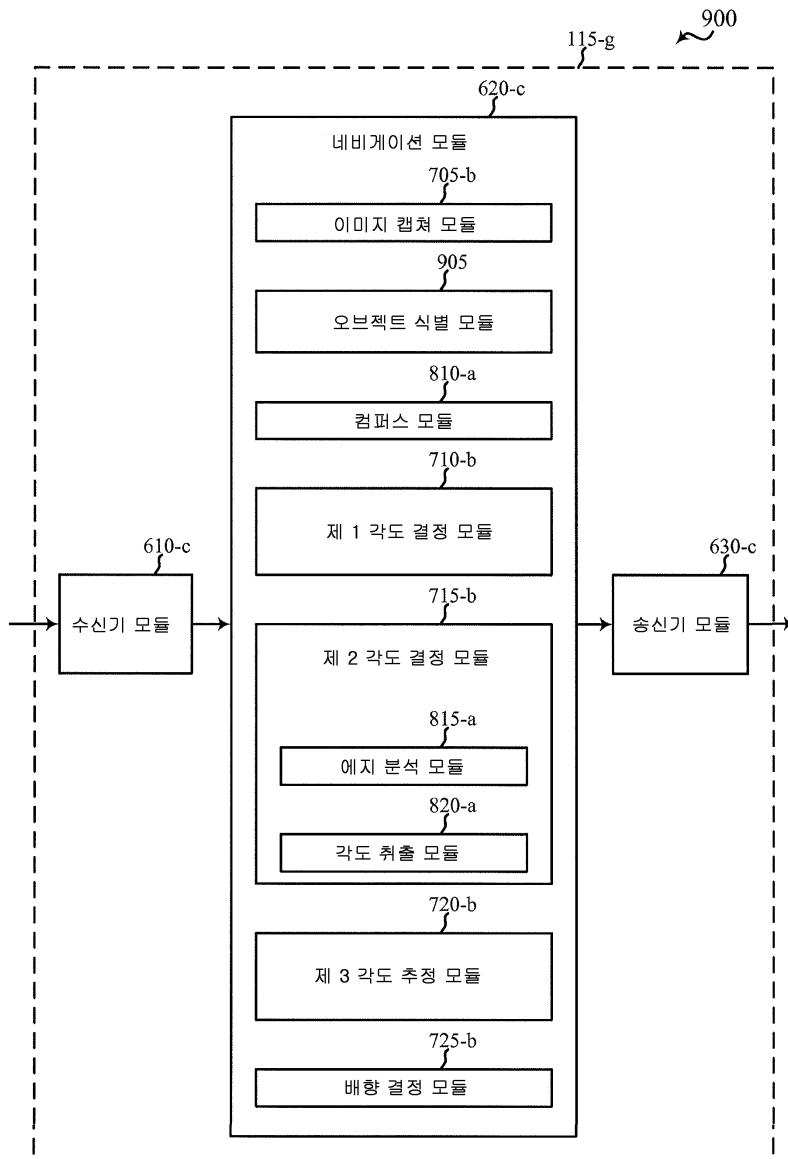 900
115-g
620-c
네비게이션 모듈
705-b
이미지 캡쳐 모듈
905
오브젝트 식별 모듈
810-a
컴퍼스 모듈
710-b
제 1 각도 결정 모듈
610-c
수신기 모듈
715-b
제 2 각도 결정 모듈
630-c
송신기 모듈
815-a
에지 분석 모듈
820-a
각도 취출 모듈
720-b
제 3 각도 추정 모듈
725-b
배향 결정 모듈